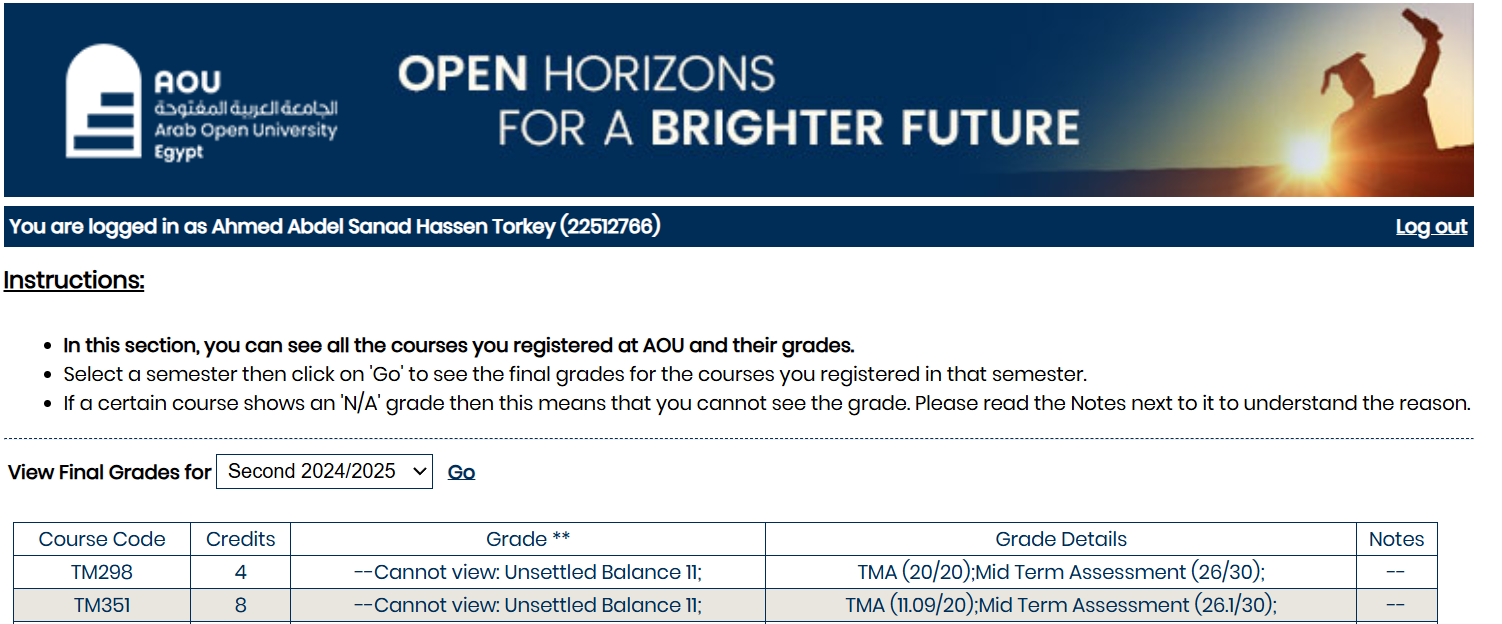 AOU
الجامعة العربية المفتوحة
Arab Open University
Egypt
OPEN HORIZONS
FOR A BRIGHTER FUTURE
You are logged in as Ahmed Abdel Sanad Hassen Torkey (22512766)
Log out
Instructions:
In this section, you can see all the courses you registered at AOU and their grades.
Select a semester then click on 'Go' to see the final grades for the courses you registered in that semester.
If a certain course shows an 'N/A' grade then this means that you cannot see the grade. Please read the Notes next to it to understand the reason.
View Final Grades for Second 2024/2025 Go
Course Code Credits Grade ** Grade Details Notes
TM298 4 --Cannot view: Unsettled Balance 11; TMA (20/20);Mid Term Assessment (26/30); --
TM351 8 --Cannot view: Unsettled Balance 11; TMA (11.09/20);Mid Term Assessment (26.1/30); --